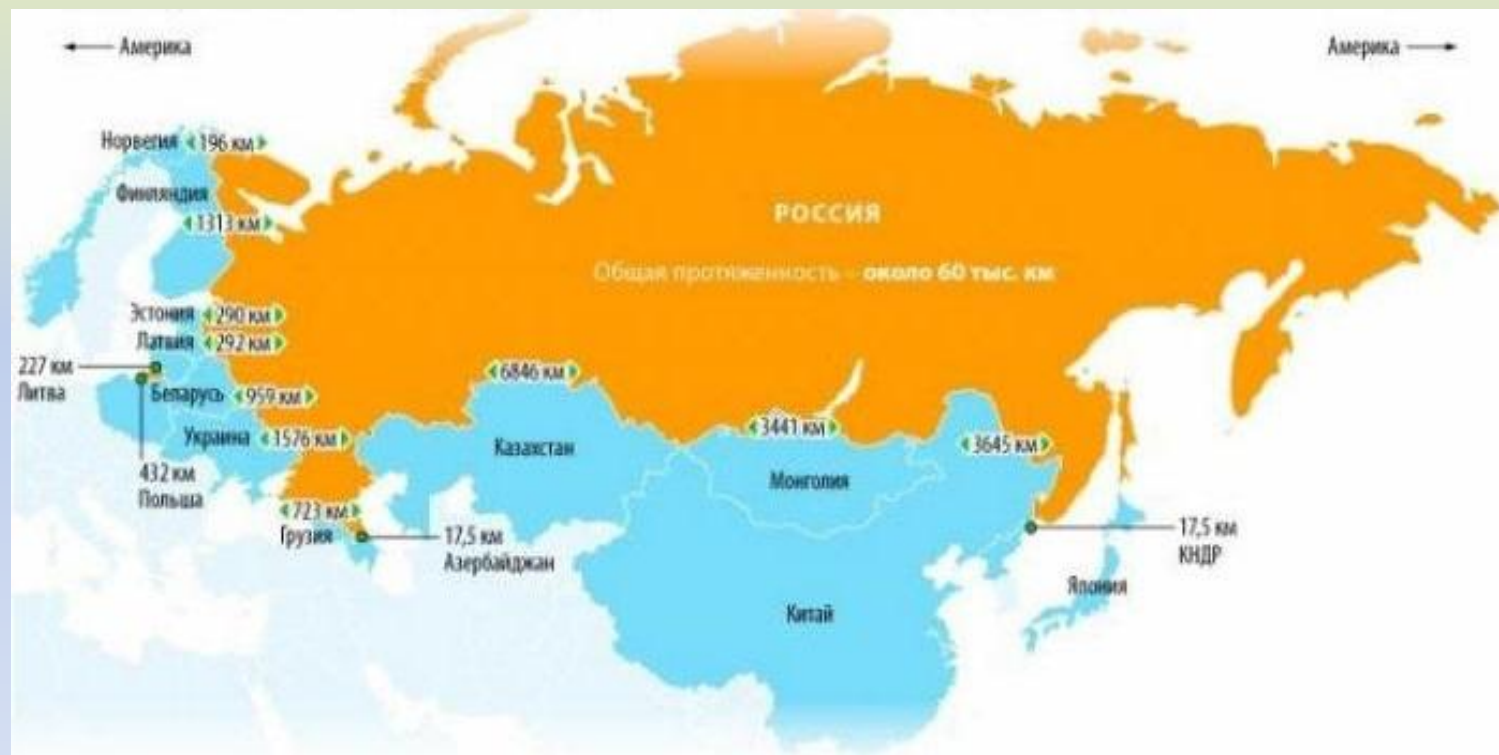 Америка
Америка
Норвегия 196 км
Финляндия
1313 км
РОССИЯ
Общая протяженность – около 60 тыс. км
Эстония 290 км
Латвия 292 км
227 км
Литва
6846 км
Беларусь 959 км
Украина 1576 км
Казахстан
3441 км
3645 км
432 км
Польша
Монголия
723 км
Грузия
17,5 км
Азербайджан
17,5 км
КНДР
Япония
Китай